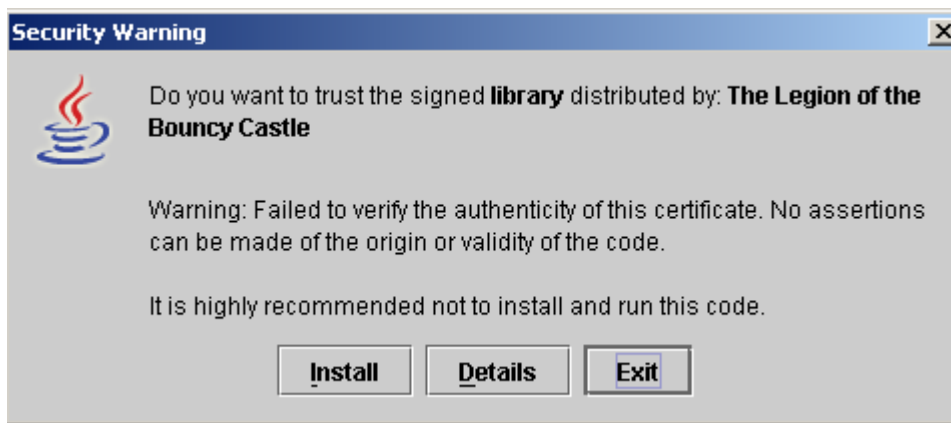 Security Warning
Do you want to trust the signed library distributed by: The Legion of the
Bouncy Castle
Warning: Failed to verify the authenticity of this certificate. No assertions
can be made of the origin or validity of the code.
It is highly recommended not to install and run this code.
Install Details Exit